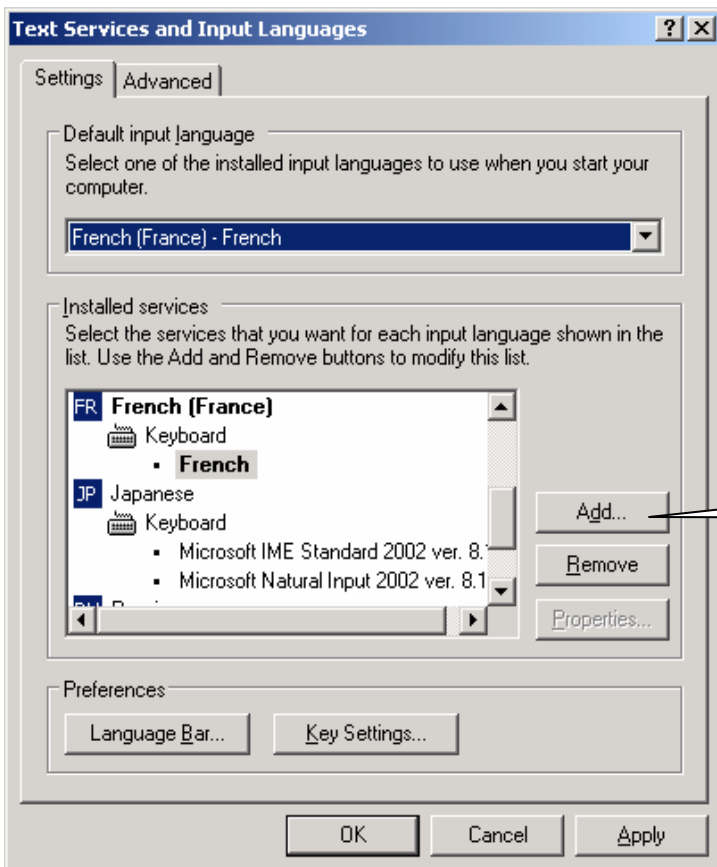 Text Services and Input Languages
Settings
Advanced
Default input language
Select one of the installed input languages to use when you start your
computer.
French (France) - French
Installed services
Select the services that you want for each input language shown in the
list. Use the Add and Remove buttons to modify this list.
FR French (France)
Keyboard
French
JP Japanese
Keyboard
Microsoft IME Standard 2002 ver. 8.
Microsoft Natural Input 2002 ver. 8.1
Add...
Remove
Properties...
Preferences
Language Bar...
Key Settings...
OK
Cancel
Apply